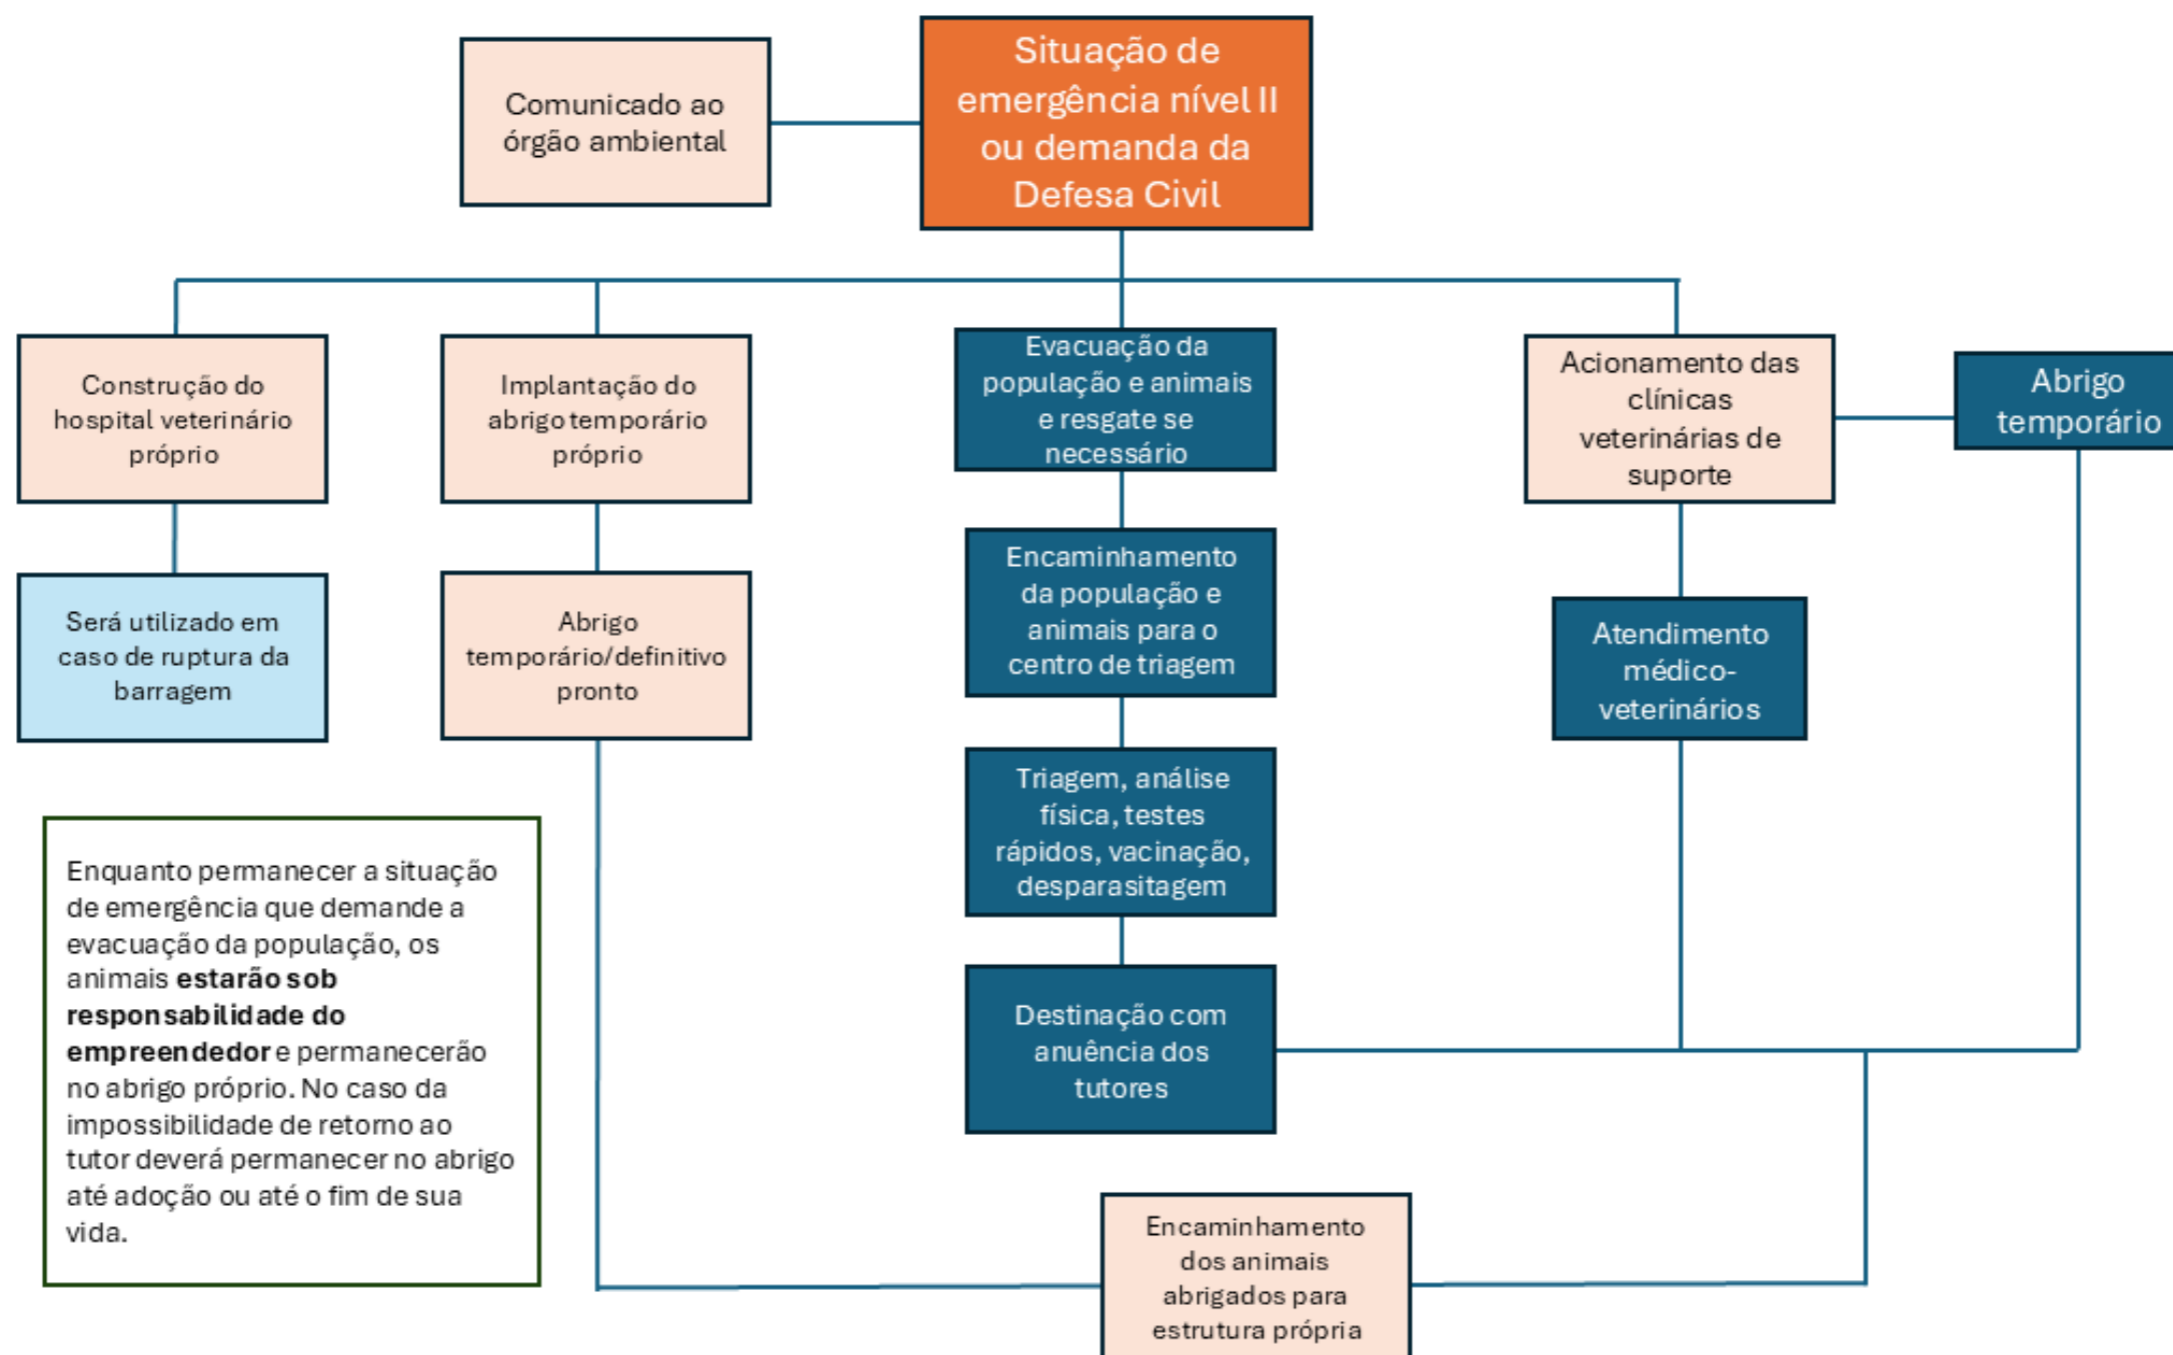 Comunicado ao
órgão ambiental
Situação de
emergência nível II
ou demanda da
Defesa Civil
Construção do
hospital veterinário
próprio
Implantação do
abrigo temporário
próprio
Evacuação da
população e animais
e resgate se
necessário
Acionamento das
clínicas
veterinárias de
suporte
Abrigo
temporário
Será utilizado em
caso de ruptura da
barragem
Abrigo
temporário/definitivo
pronto
Encaminhamento
da população e
animais para o
centro de triagem
Atendimento
médico-
veterinários
Triagem, análise
física, testes
rápidos, vacinação,
desparasitagem
Enquanto permanecer a situação
de emergência que demande a
evacuação da população, os
animais estarão sob
responsabilidade do
empreendedor e permanecerão
no abrigo próprio. No caso da
impossibilidade de retorno ao
tutor deverá permanecer no abrigo
até adoção ou até o fim de sua
vida.
Destinação com
anuência dos
tutores
Encaminhamento
dos animais
abrigados para
estrutura própria